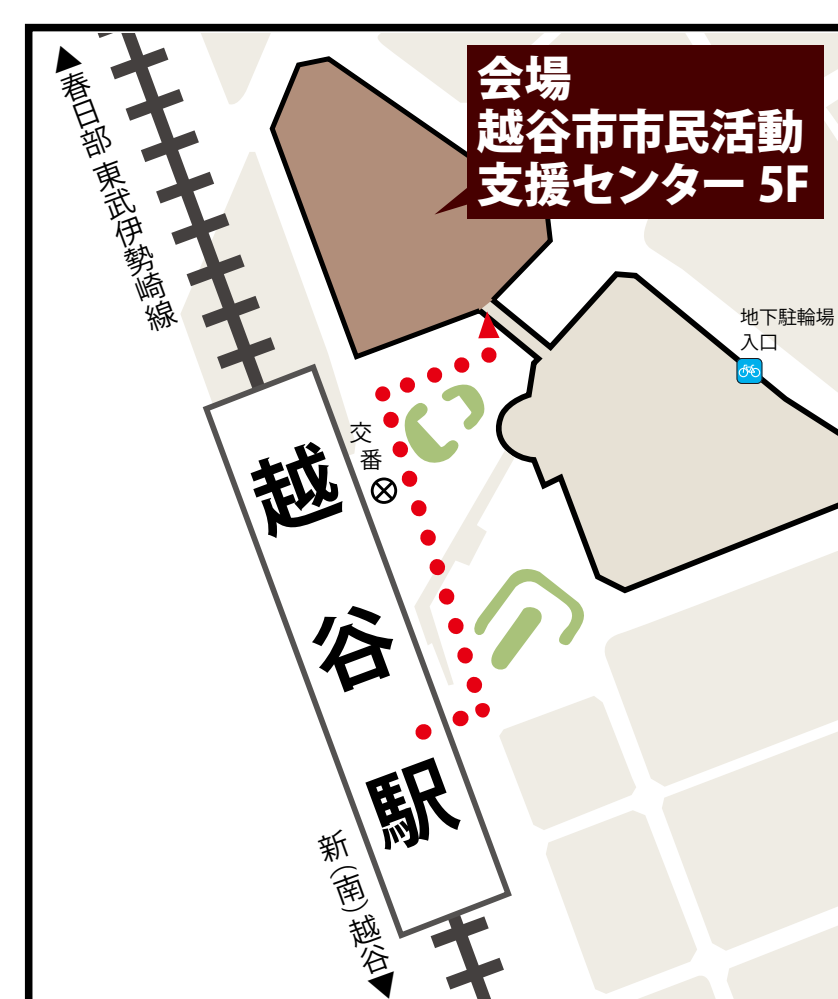 会場
越谷市市民活動
支援センター 5F
▲春日部 東武伊勢崎線
地下駐輪場
入口
交番
越谷駅
新(南)越谷▼